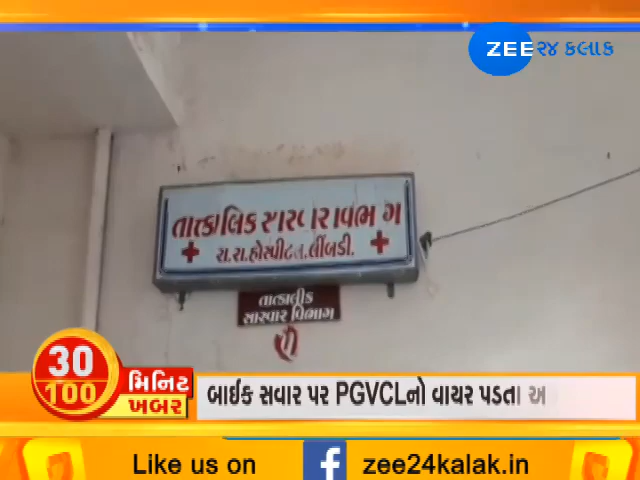 ZEE ૨૪ કલાક
તાત્કાલિક સારવાર વિભાગ
રા.રા.હોસ્પીટલ.લીંબડી.
તાત્કાલીક
સારવાર વિભાગ
30 મિનિટ
100 ખબર
બાઈક સવાર પર PGVCLનો વાયર પડતા અ
Like us on f zee24kalak.in